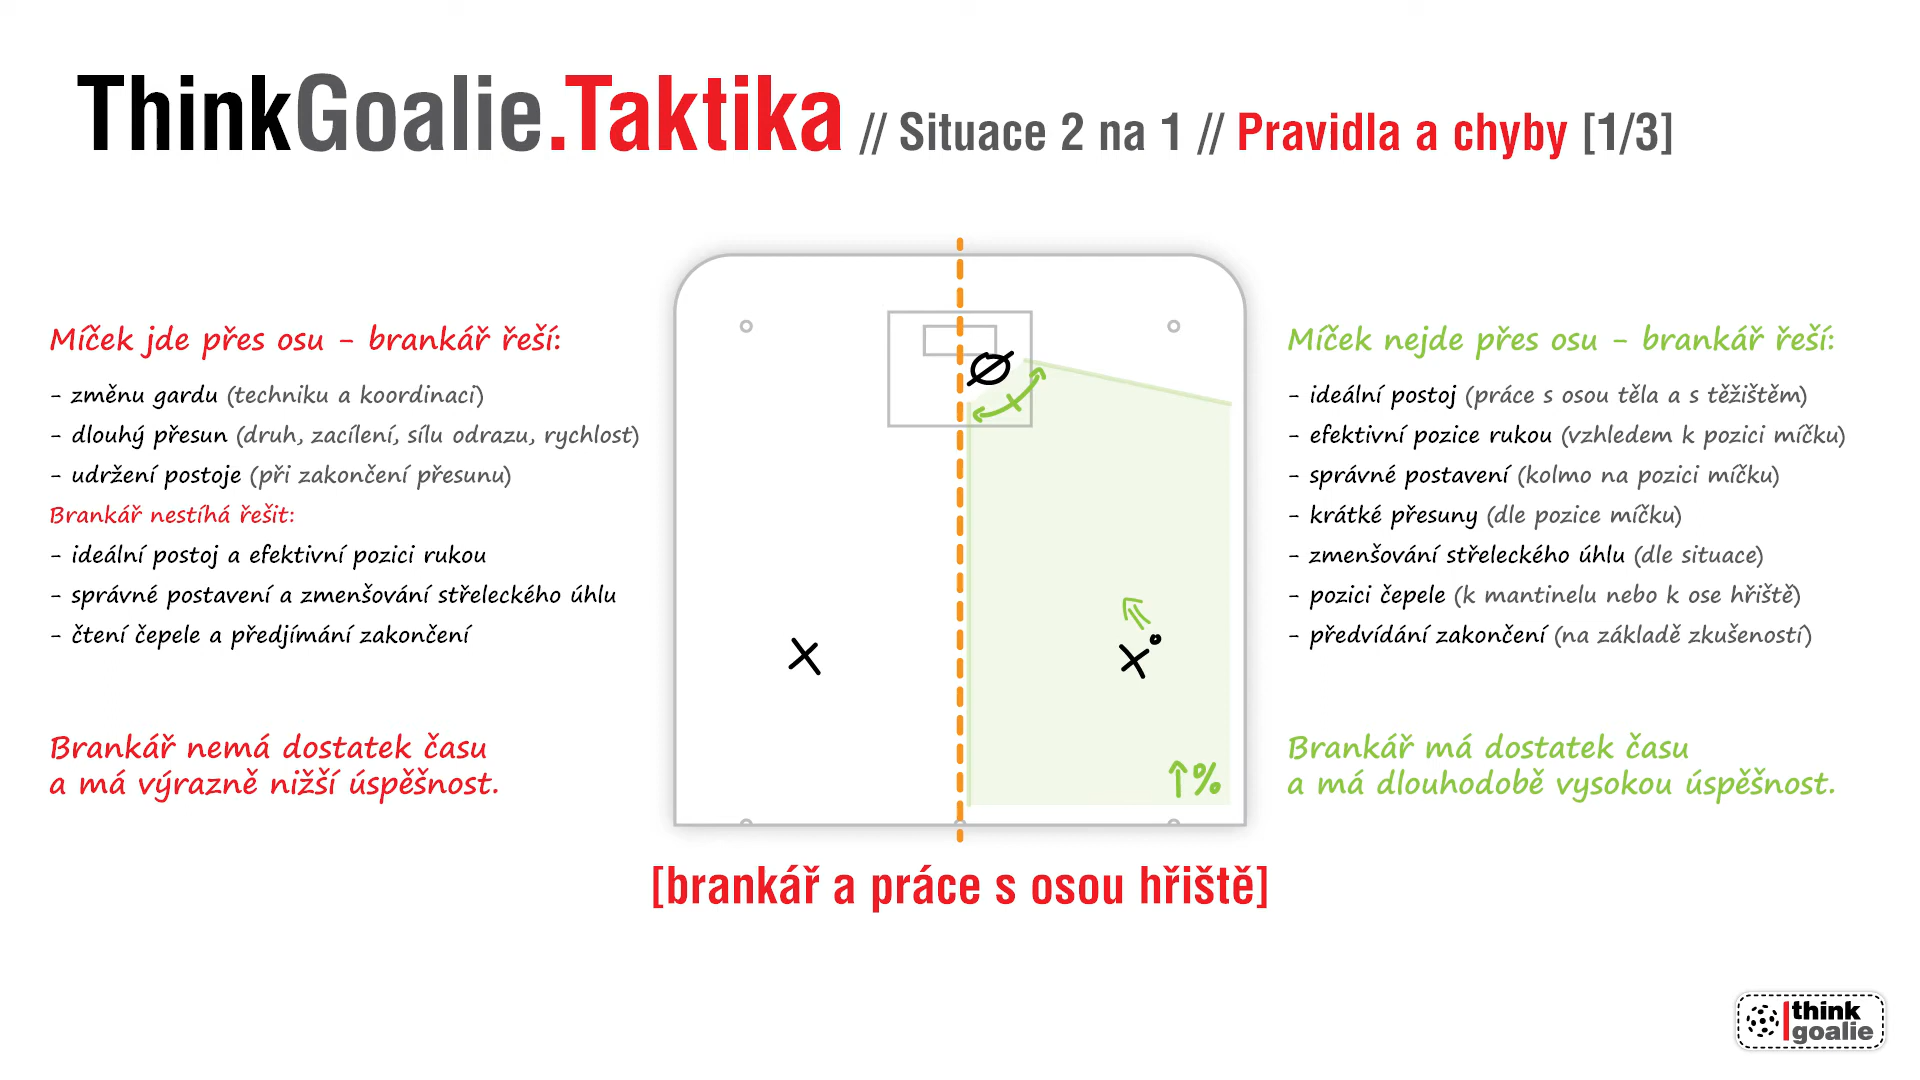 ThinkGoalie.Taktika // Situace 2 na 1 // Pravidla a chyby [1/3]
Míček jde přes osu - brankář řeší:
- změnu gardu (techniku a koordinaci)
- dlouhý přesun (druh, zacílení, sílu odrazu, rychlost)
- udržení postoje (při zakončení přesunu)
Brankář nestíhá řešit:
- ideální postoj a efektivní pozici rukou
- správné postavení a zmenšování střeleckého úhlu
- čtení čepele a předjímání zakončení
Brankář nemá dostatek času
a má výrazně nižší úspěšnost.
↑%
Míček nejde přes osu - brankář řeší:
- ideální postoj (práce s osou těla a s těžištěm)
- efektivní pozice rukou (vzhledem k pozici míčku)
- správné postavení (kolmo na pozici míčku)
- krátké přesuny (dle pozice míčku)
- zmenšování střeleckého úhlu (dle situace)
- pozici čepele (k mantinelu nebo k ose hřiště)
- předvídání zakončení (na základě zkušeností)
Brankář má dostatek času
a má dlouhodobě vysokou úspěšnost.
[brankář a práce s osou hřiště]
think
goalie